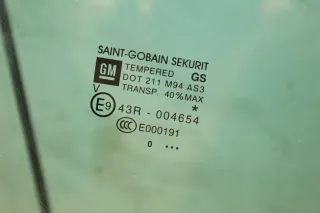 SAINT-GOBAIN SEKURIT
GM TEMPERED GS
DOT 211 M94 AS3
V TRANSP. 40%MAX
*
E9 43R - 004654
CCC E000191
0 ...